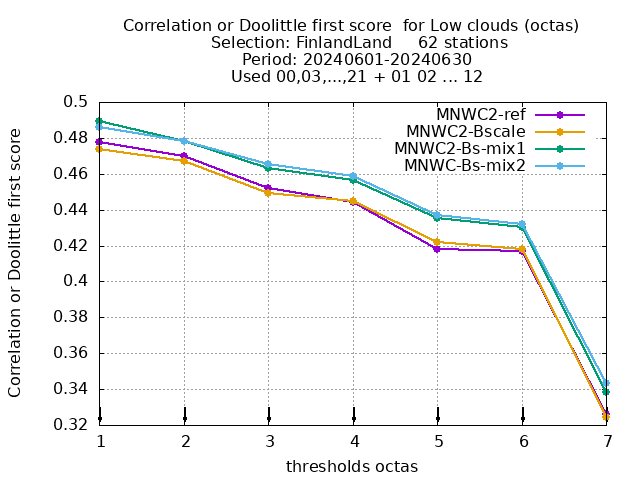 Correlation or Doolittle first score  for Low clouds (octas)
Selection: FinlandLand     62 stations
Period: 20240601-20240630
Used 00,03,...,21 + 01 02 ... 12
MNWC2-ref
MNWC2-Bscale
MNWC2-Bs-mix1
MNWC-Bs-mix2
Correlation or Doolittle first score
0.5
0.48
0.46
0.44
0.42
0.4
0.38
0.36
0.34
0.32
1 2 3 4 5 6 7
thresholds octas